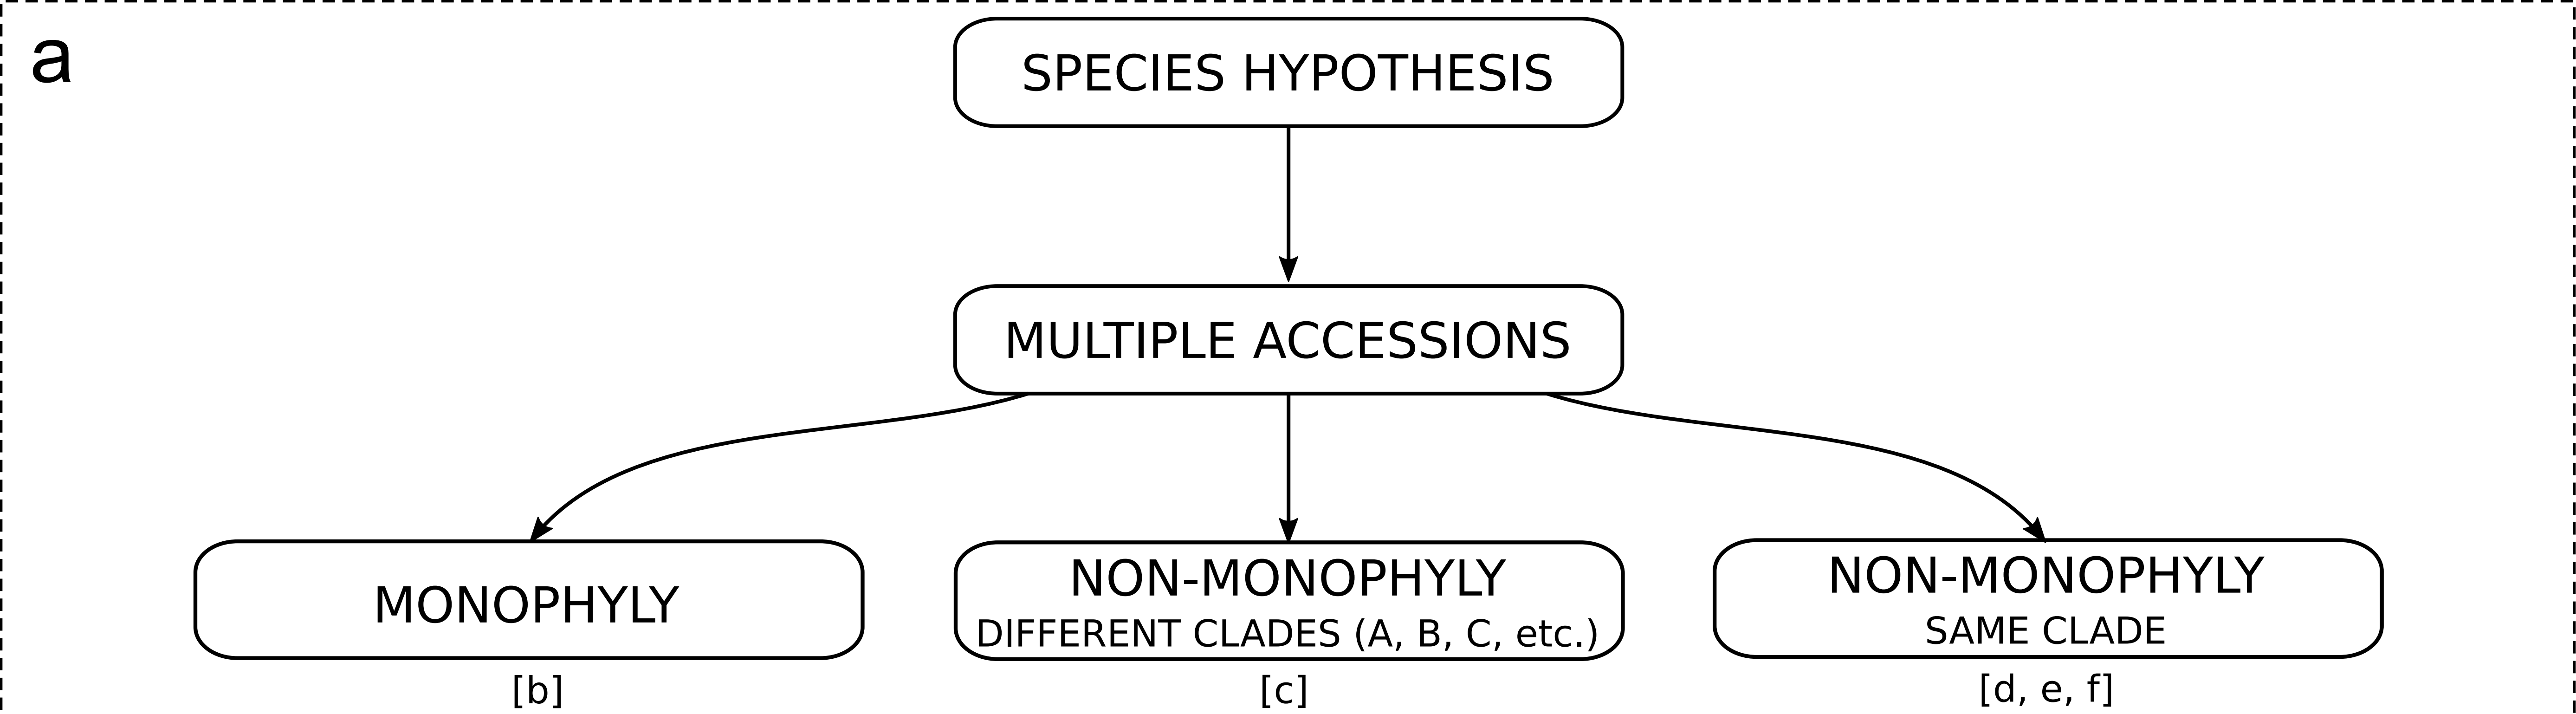 a
SPECIES HYPOTHESIS
MULTIPLE ACCESSIONS
MONOPHYLY
[b]
NON-MONOPHYLY
DIFFERENT CLADES (A, B, C, etc.)
[c]
NON-MONOPHYLY
SAME CLADE
[d, e, f]